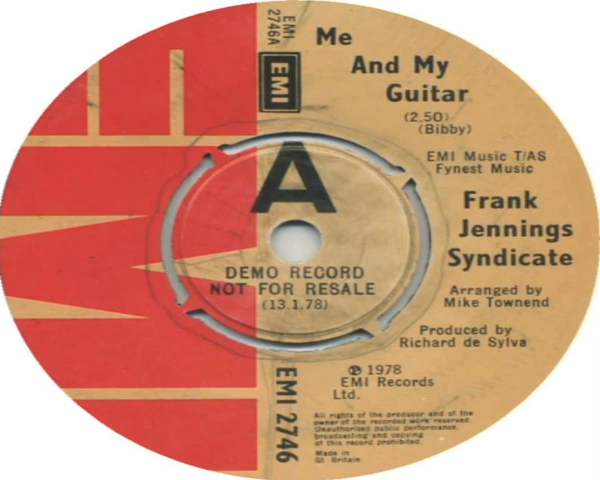 EMI
2746A
EMI
Me
And My
Guitar
(2.50)
(Bibby)
EMI Music T/AS
Fynest Music
A
Frank
Jennings
Syndicate
DEMO RECORD
NOT FOR RESALE
(13.1.78)
Arranged by
Mike Townend
Produced by
Richard de Sylva
℗ 1978
EMI Records
Ltd.
EMI 2746
All rights of the producer and of the
owner of the recorded work reserved.
Unauthorised public performance,
broadcasting and copying
of this record prohibited.
Made in
Gt Britain
EMI